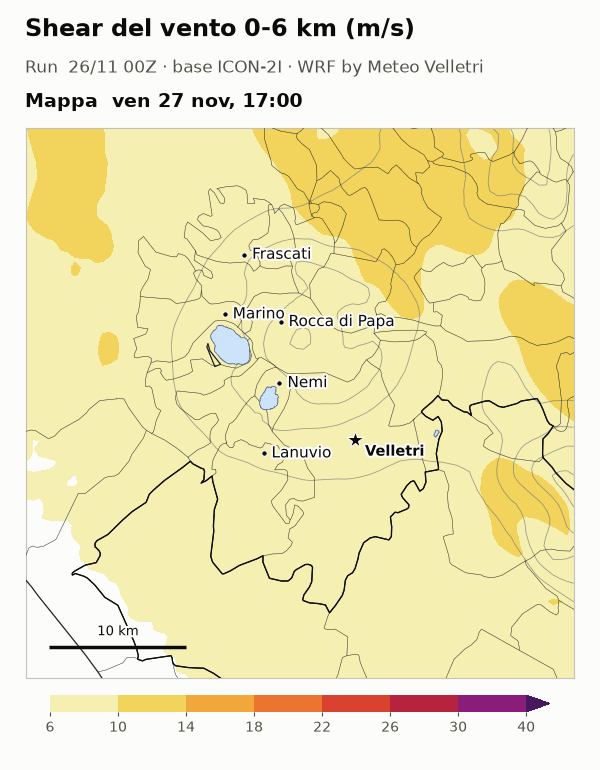 Shear del vento 0-6 km (m/s)
Run  26/11 00Z · base ICON-2I · WRF by Meteo Velletri
Mappa  ven 27 nov, 17:00
Frascati
Marino
Rocca di Papa
Nemi
Velletri
Lanuvio
10 km
6 10 14 18 22 26 30 40